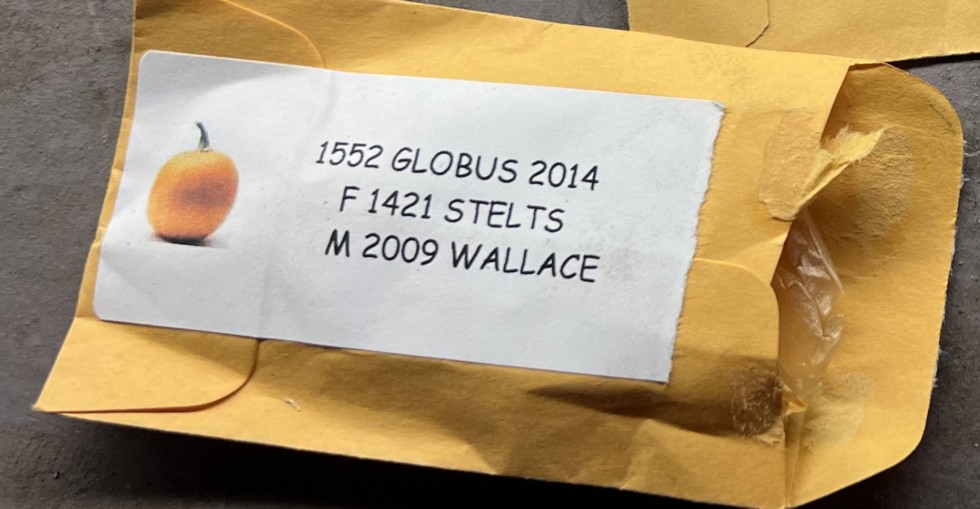 1552 GLOBUS 2014
F 1421 STELTS
M 2009 WALLACE